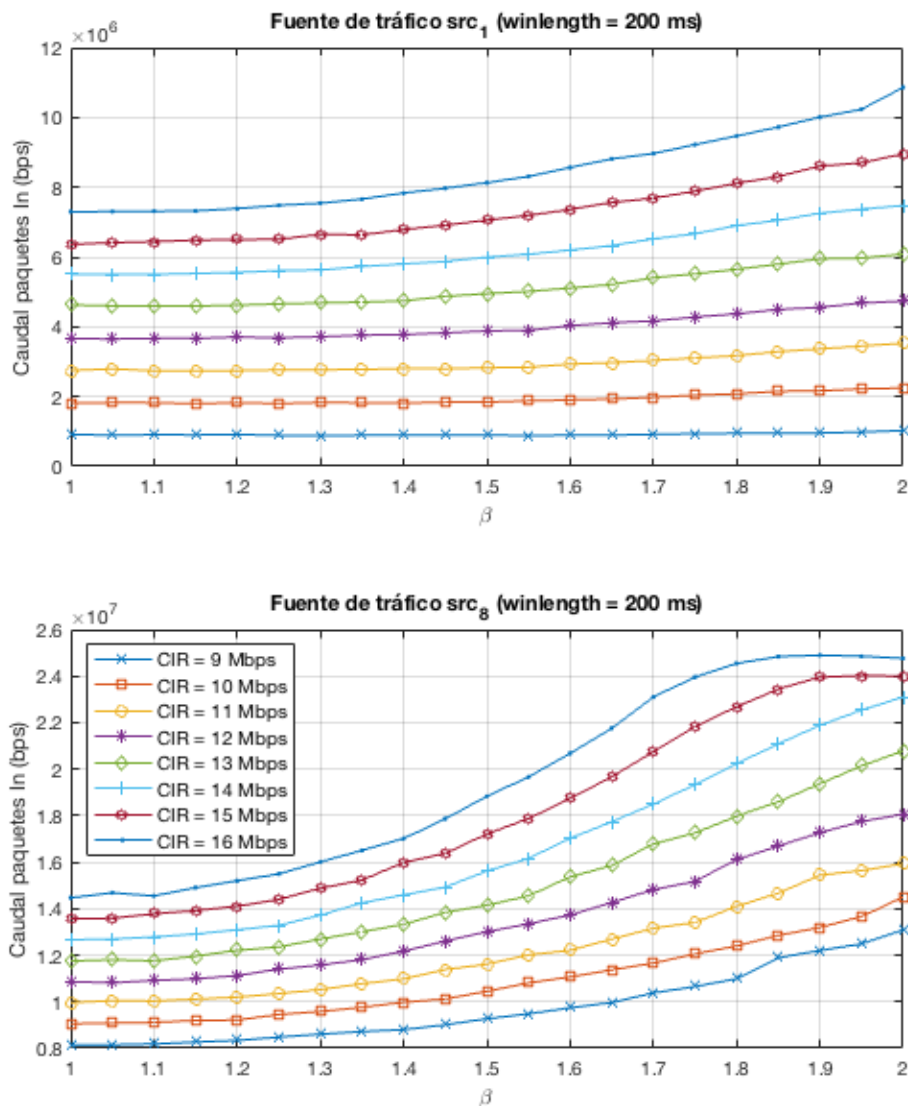 Fuente de tráfico src₁ (winlength = 200 ms)
×10⁶
12
10
8
6
4
2
0
Caudal paquetes In (bps)
1 1.1 1.2 1.3 1.4 1.5 1.6 1.7 1.8 1.9 2
β
Fuente de tráfico src₈ (winlength = 200 ms)
×10⁷
2.6
2.4
2.2
2
1.8
1.6
1.4
1.2
1
0.8
Caudal paquetes In (bps)
CIR = 9 Mbps
CIR = 10 Mbps
CIR = 11 Mbps
CIR = 12 Mbps
CIR = 13 Mbps
CIR = 14 Mbps
CIR = 15 Mbps
CIR = 16 Mbps
1 1.1 1.2 1.3 1.4 1.5 1.6 1.7 1.8 1.9 2
β